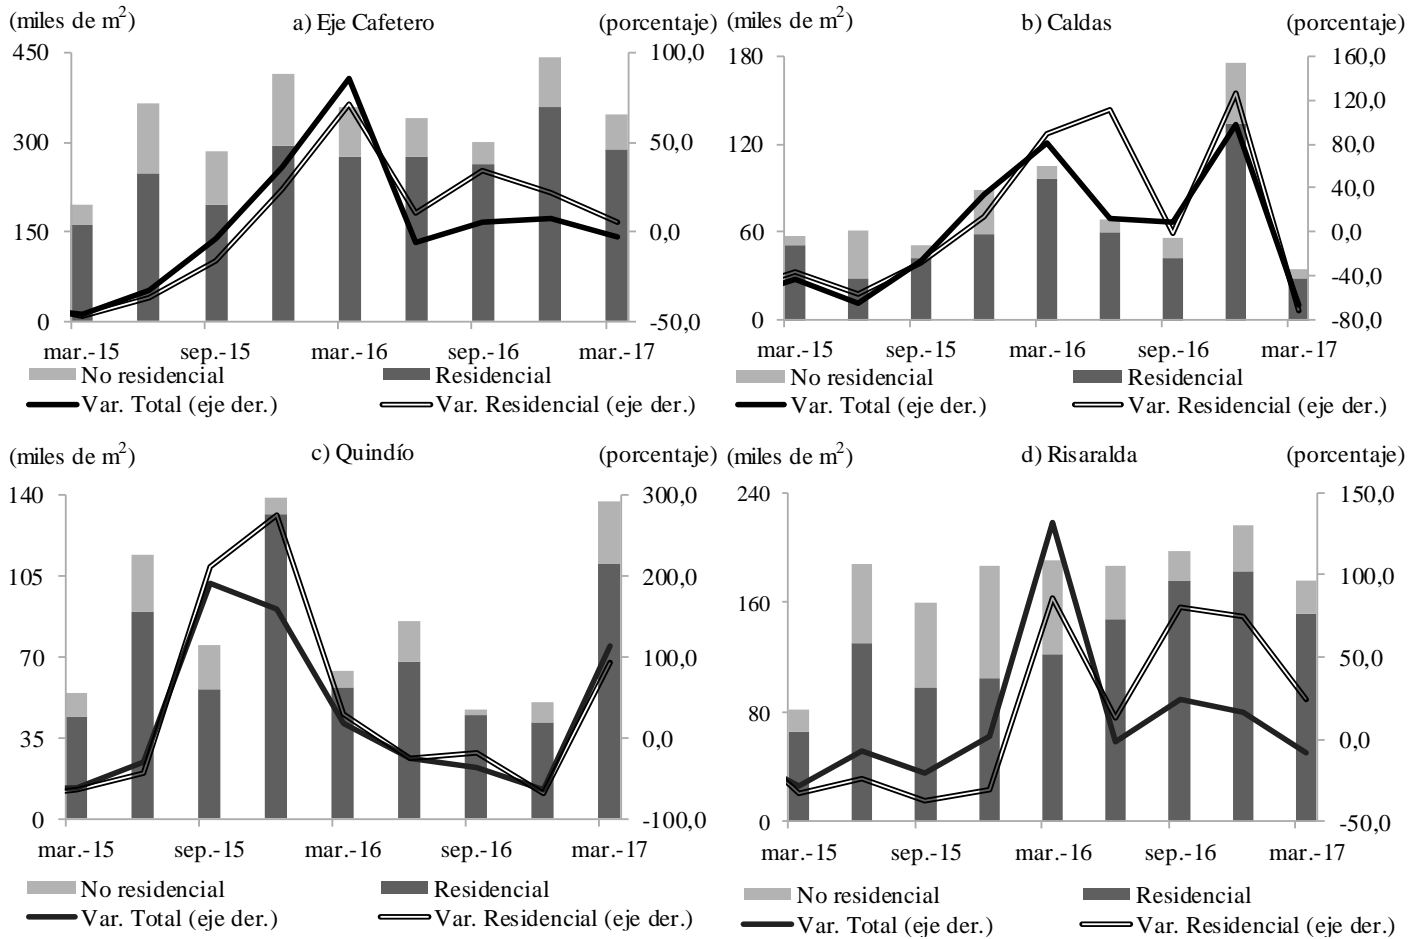 (miles de m²) a) Eje Cafetero (porcentaje)
450 100,0
300 50,0
150 0,0
0 -50,0
mar.-15 sep.-15 mar.-16 sep.-16 mar.-17
No residencial Residencial
Var. Total (eje der.) Var. Residencial (eje der.)
(miles de m²) b) Caldas (porcentaje)
180 160,0
120,0
120 80,0
40,0
60 0,0
-40,0
0 -80,0
mar.-15 sep.-15 mar.-16 sep.-16 mar.-17
No residencial Residencial
Var. Total (eje der.) Var. Residencial (eje der.)
(miles de m²) c) Quindío (porcentaje)
140 300,0
105 200,0
70 100,0
35 0,0
0 -100,0
mar.-15 sep.-15 mar.-16 sep.-16 mar.-17
No residencial Residencial
Var. Total (eje der.) Var. Residencial (eje der.)
(miles de m²) d) Risaralda (porcentaje)
240 150,0
100,0
160
50,0
80 0,0
0 -50,0
mar.-15 sep.-15 mar.-16 sep.-16 mar.-17
No residencial Residencial
Var. Total (eje der.) Var. Residencial (eje der.)